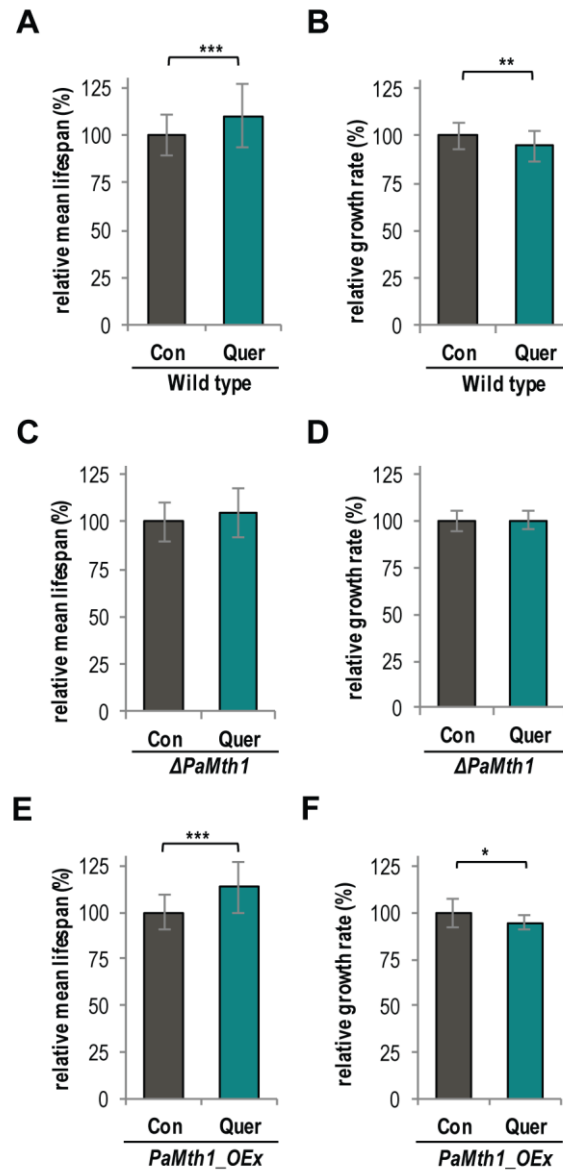 A
B
***
**
relative mean lifespan (%)
125
100
75
50
25
0
Con Quer
Wild type
relative growth rate (%)
125
100
75
50
25
0
Con Quer
Wild type
C
D
relative mean lifespan (%)
125
100
75
50
25
0
Con Quer
ΔPaMth1
relative growth rate (%)
125
100
75
50
25
0
Con Quer
ΔPaMth1
E
F
***
*
relative mean lifespan (%)
125
100
75
50
25
0
Con Quer
PaMth1_OEx
relative growth rate (%)
125
100
75
50
25
0
Con Quer
PaMth1_OEx